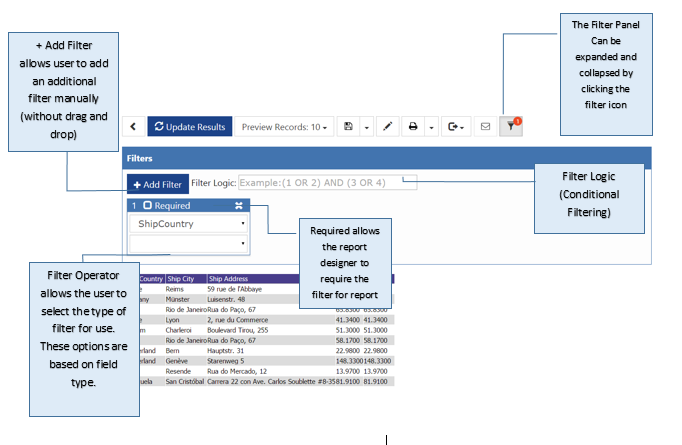 + Add Filter
allows user to add
an additional
filter manually
(without drag and
drop)
The Filter Panel
Can be
expanded and
collapsed by
clicking the
filter icon
Update Results
Preview Records: 10
1
Filters
+ Add Filter
Filter Logic:
Example:(1 OR 2) AND (3 OR 4)
Filter Logic
(Conditional
Filtering)
1 Required
ShipCountry
Required allows
the report
designer to
require the
filter for report
Filter Operator
allows the user to
select the type of
filter for use.
These options are
based on field
type.
Country Ship City Ship Address
Reims 59 rue de l'Abbaye
any Münster Luisenstr. 48
Rio de Janeiro Rua do Paço, 67 65.8300 65.8300
Lyon 2, rue du Commerce 41.3400 41.3400
m Charleroi Boulevard Tirou, 255 51.3000 51.3000
Rio de Janeiro Rua do Paço, 67 58.1700 58.1700
erland Bern Hauptstr. 31 22.9800 22.9800
erland Genève Starenweg 5 148.3300 148.3300
Resende Rua do Mercado, 12 13.9700 13.9700
uela San Cristóbal Carrera 22 con Ave. Carlos Soublette #8-35 81.9100 81.9100